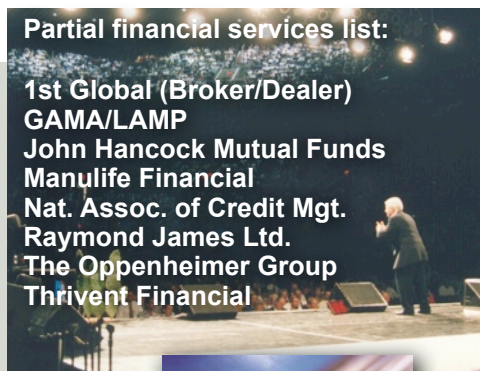 Partial financial services list:
1st Global (Broker/Dealer)
GAMA/LAMP
John Hancock Mutual Funds
Manulife Financial
Nat. Assoc. of Credit Mgt.
Raymond James Ltd.
The Oppenheimer Group
Thrivent Financial